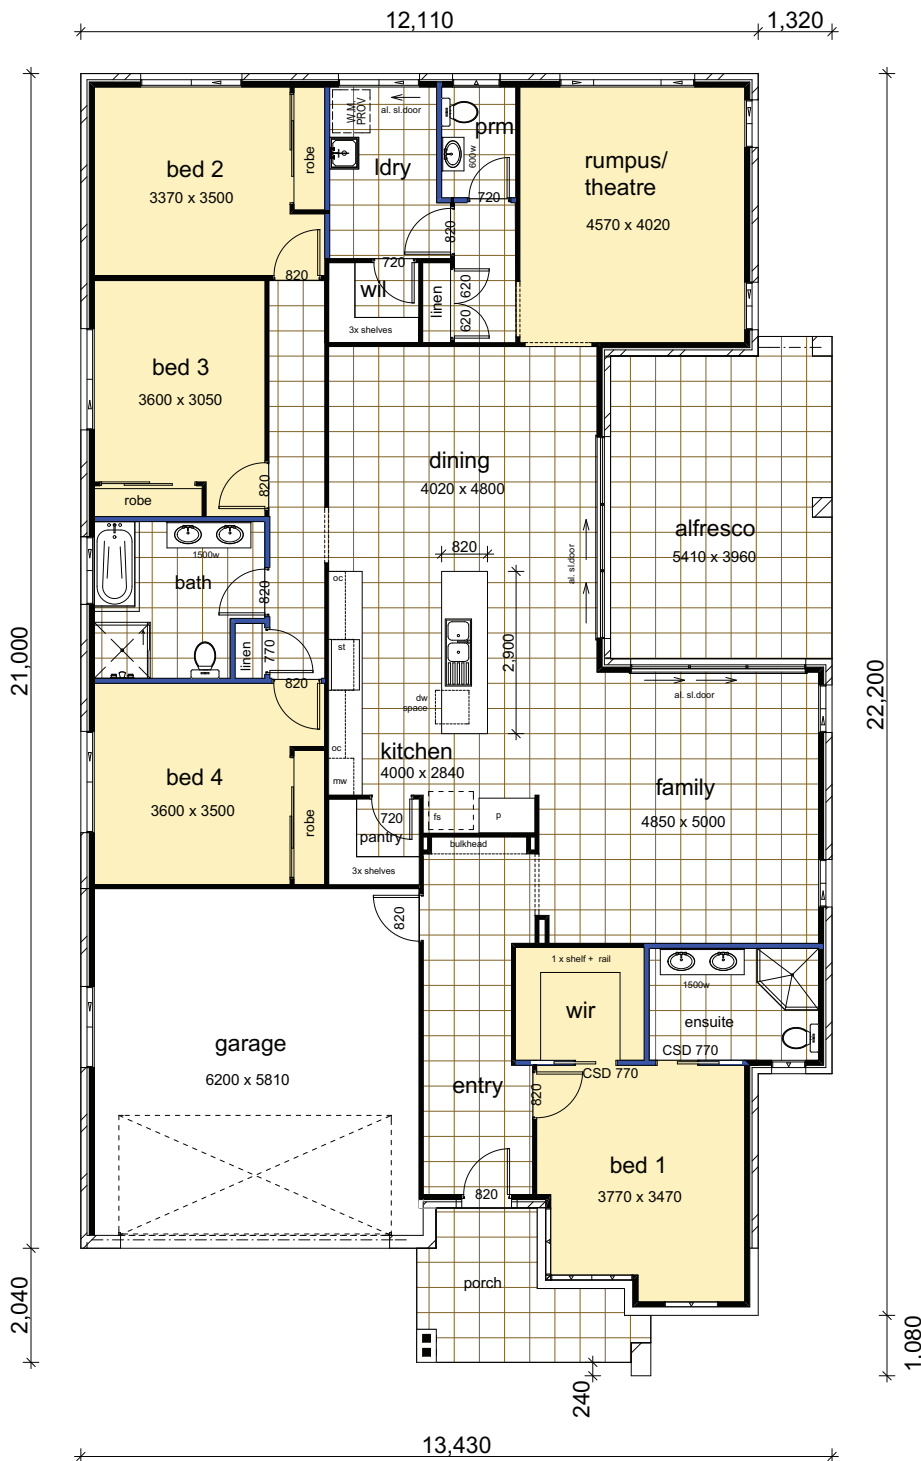 12,110
1,320
W.M.
PROV
al. sl.door
prm
600w
bed 2
3370 x 3500
robe
ldry
rumpus/
theatre
4570 x 4020
720
820
820
720
wil
3x shelves
linen
620
620
bed 3
3600 x 3050
robe
820
dining
4020 x 4800
alfresco
5410 x 3960
al. sl.door
1500w
bath
820
oc
820
2,900
st
linen
770
820
21,000
22,200
al. sl.door
dw
space
oc
kitchen
4000 x 2840
mw
bed 4
3600 x 3500
robe
family
4850 x 5000
720
pantry
3x shelves
fs
p
bulkhead
820
1 x shelf + rail
wir
1500w
ensuite
CSD 770
CSD 770
garage
6200 x 5810
entry
820
bed 1
3770 x 3470
820
porch
2,040
1.080
240
13,430